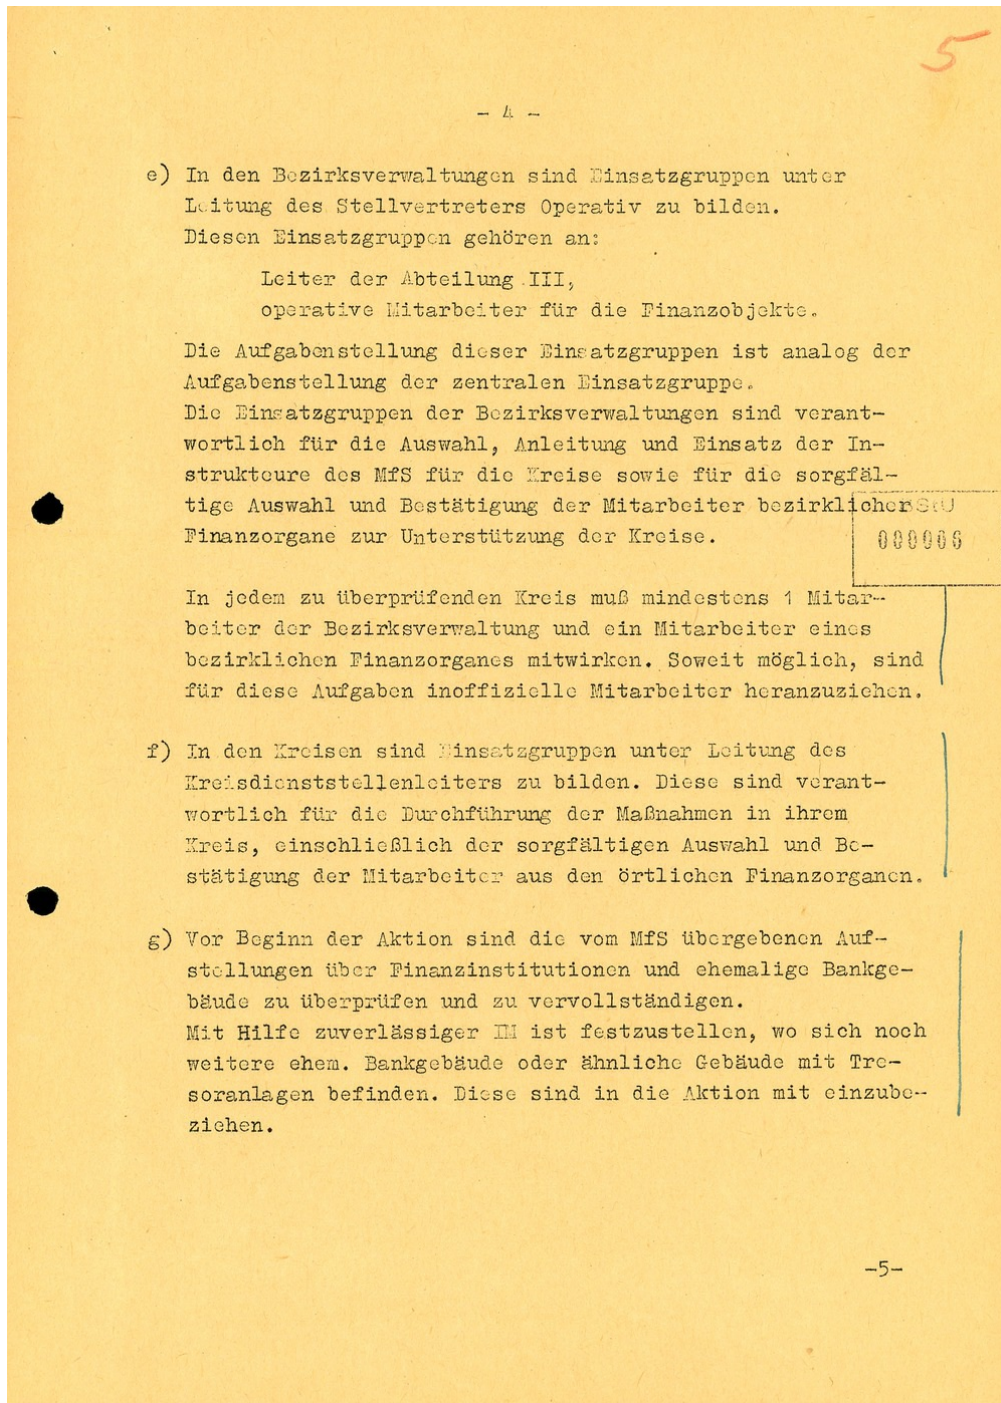 5
- 4 -
e) In den Bezirksverwaltungen sind Einsatzgruppen unter
Leitung des Stellvertreters Operativ zu bilden.
Diesen Einsatzgruppen gehören an:
Leiter der Abteilung III,
operative Mitarbeiter für die Finanzobjekte.
Die Aufgabenstellung dieser Einsatzgruppen ist analog der
Aufgabenstellung der zentralen Einsatzgruppe.
Die Einsatzgruppen der Bezirksverwaltungen sind verant-
wortlich für die Auswahl, Anleitung und Einsatz der In-
strukteure des MfS für die Kreise sowie für die sorgfäl-
tige Auswahl und Bestätigung der Mitarbeiter bezirklicher
BStU
Finanzorgane zur Unterstützung der Kreise.
000006
In jedem zu überprüfenden Kreis muß mindestens 1 Mitar-
beiter der Bezirksverwaltung und ein Mitarbeiter eines
bezirklichen Finanzorganes mitwirken. Soweit möglich, sind
für diese Aufgaben inoffizielle Mitarbeiter heranzuziehen.
f) In den Kreisen sind Einsatzgruppen unter Leitung des
Kreisdienststellenleiters zu bilden. Diese sind verant-
wortlich für die Durchführung der Maßnahmen in ihrem
Kreis, einschließlich der sorgfältigen Auswahl und Be-
stätigung der Mitarbeiter aus den örtlichen Finanzorganen.
g) Vor Beginn der Aktion sind die vom MfS übergebenen Auf-
stellungen über Finanzinstitutionen und ehemalige Bankge-
bäude zu überprüfen und zu vervollständigen.
Mit Hilfe zuverlässiger IM ist festzustellen, wo sich noch
weitere ehem. Bankgebäude oder ähnliche Gebäude mit Tre-
soranlagen befinden. Diese sind in die Aktion mit einzube-
ziehen.
-5-